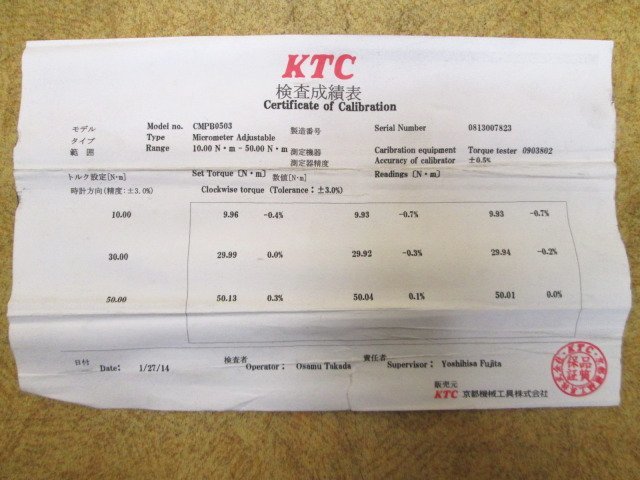 KTC
検査成績表
Certificate of Calibration
モデル Model no. CMPB0503 製造番号 Serial Number 0813007823
タイプ Type Micrometer Adjustable
範囲 Range 10.00 N・m - 50.00 N・m 測定機器 Caribration equipment Torque tester 0903802
測定器精度 Accuracy of calibrator ±0.5%
トルク設定[N・m] Set Torque [N・m] 数値[N・m] Readings [N・m]
時計方向(精度:±3.0%) Clockwise torque (Tolerance:±3.0%)
10.00 9.96 -0.4% 9.93 -0.7% 9.93 -0.7%
30.00 29.99 0.0% 29.92 -0.3% 29.94 -0.2%
50.00 50.13 0.3% 50.04 0.1% 50.01 0.0%
日付 Date: 1/27/14 検査者 Operator: Osamu Takada 責任者 Supervisor: Yoshihisa Fujita
販売元
KTC 京都機械工具株式会社
品質保証